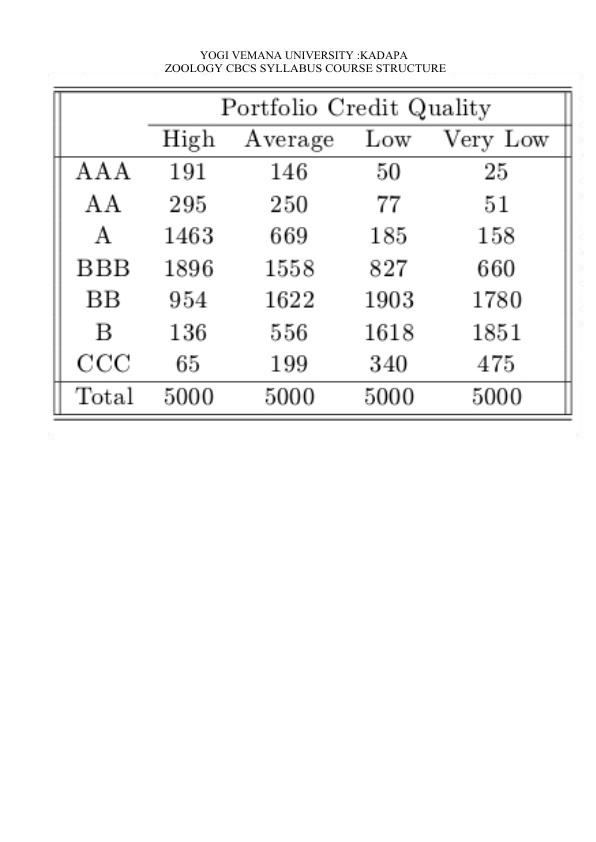 YOGI VEMANA UNIVERSITY :KADAPA
ZOOLOGY CBCS SYLLABUS COURSE STRUCTURE
Portfolio Credit Quality
High Average Low Very Low
AAA 191 146 50 25
AA 295 250 77 51
A 1463 669 185 158
BBB 1896 1558 827 660
BB 954 1622 1903 1780
B 136 556 1618 1851
CCC 65 199 340 475
Total 5000 5000 5000 5000